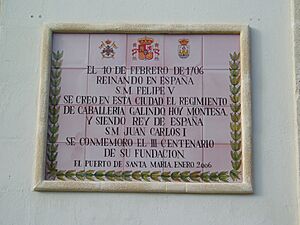 EL 10 DE FEBRERO DE 1706
REINANDO EN ESPAÑA
S.M. FELIPE V
SE CREO EN ESTA CIUDAD EL REGIMIENTO
DE CABALLERIA GALINDO HOY MONTESA,
Y SIENDO REY DE ESPAÑA
S.M. JUAN CARLOS I
SE CONMEMORO EL III CENTENARIO
DE SU FUNDACION
EL PUERTO DE SANTA MARIA, ENERO 2006